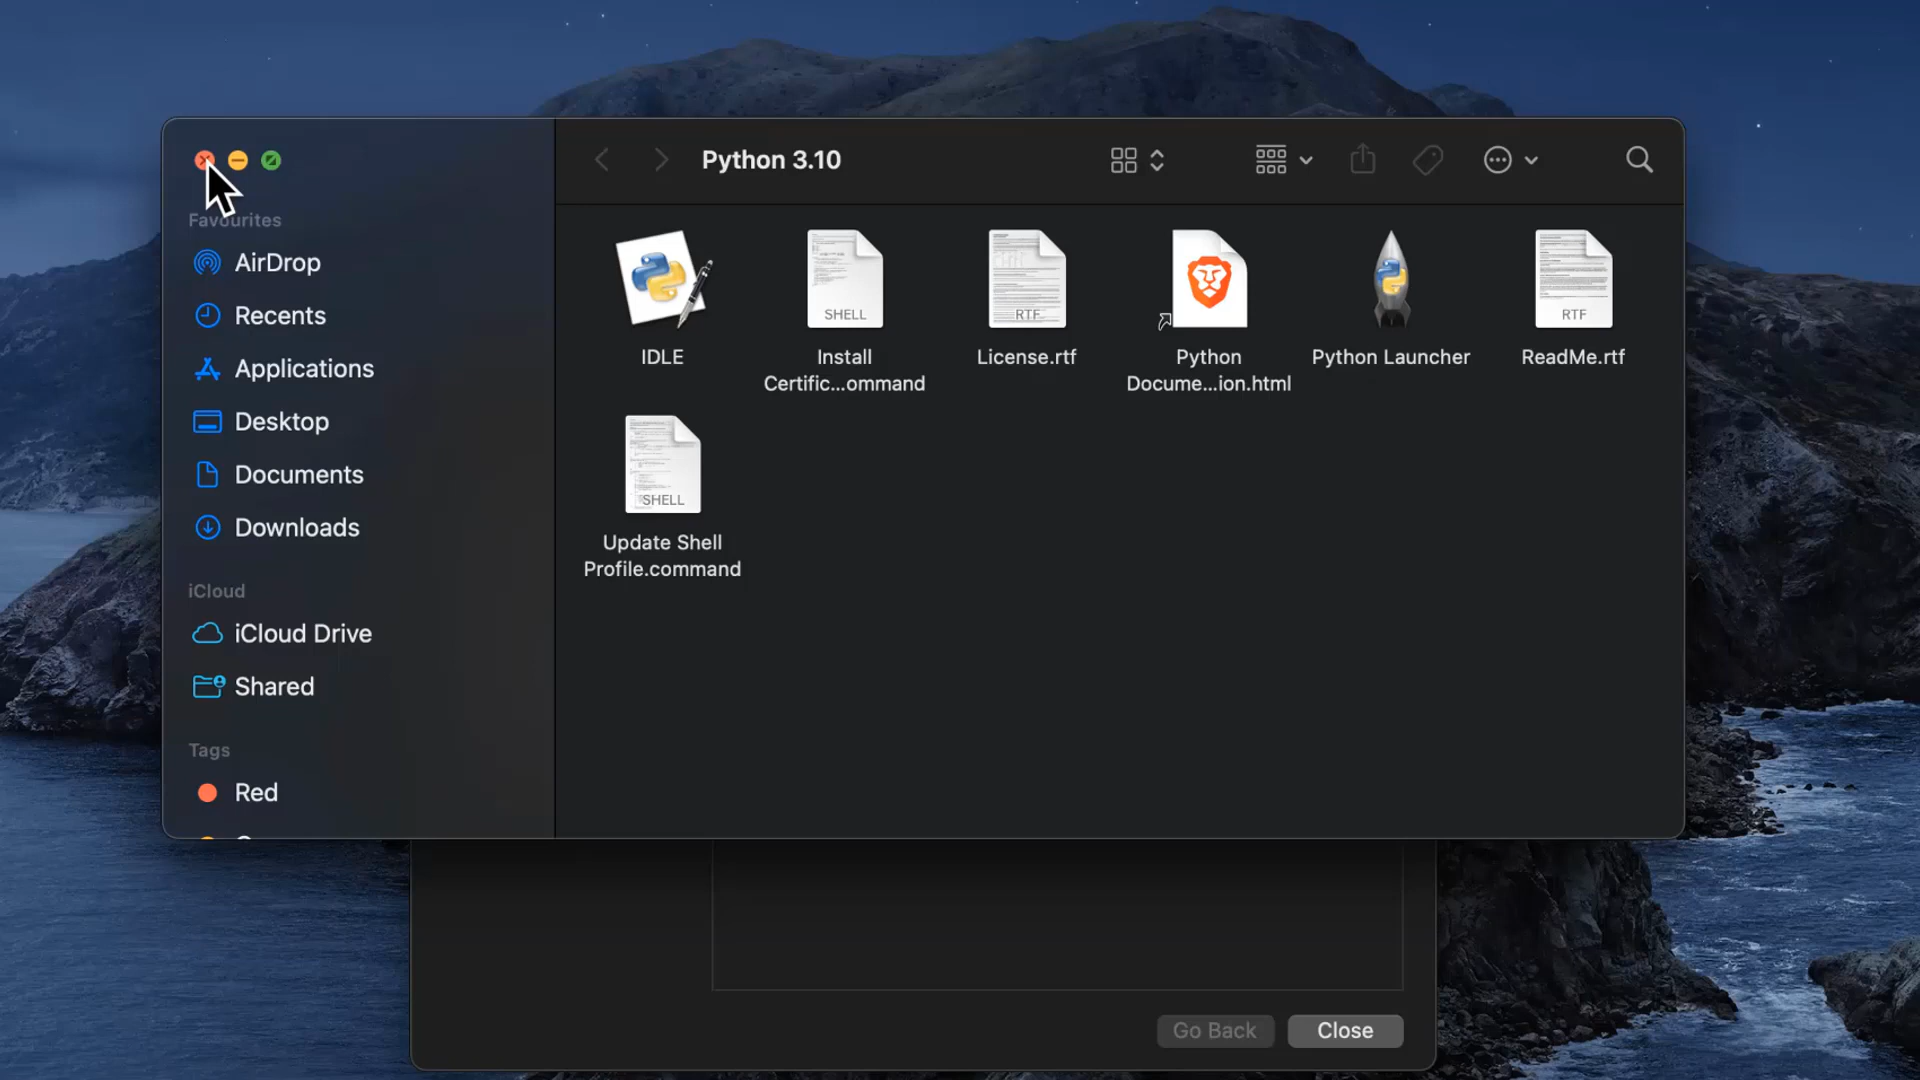 Python 3.10
Favourites
AirDrop
Recents
Applications
Desktop
Documents
Downloads
iCloud
iCloud Drive
Shared
Tags
Red
IDLE
SHELL
Install
Certific...ommand
RTF
License.rtf
Python
Docume...ion.html
Python Launcher
RTF
ReadMe.rtf
SHELL
Update Shell
Profile.command
Go Back
Close